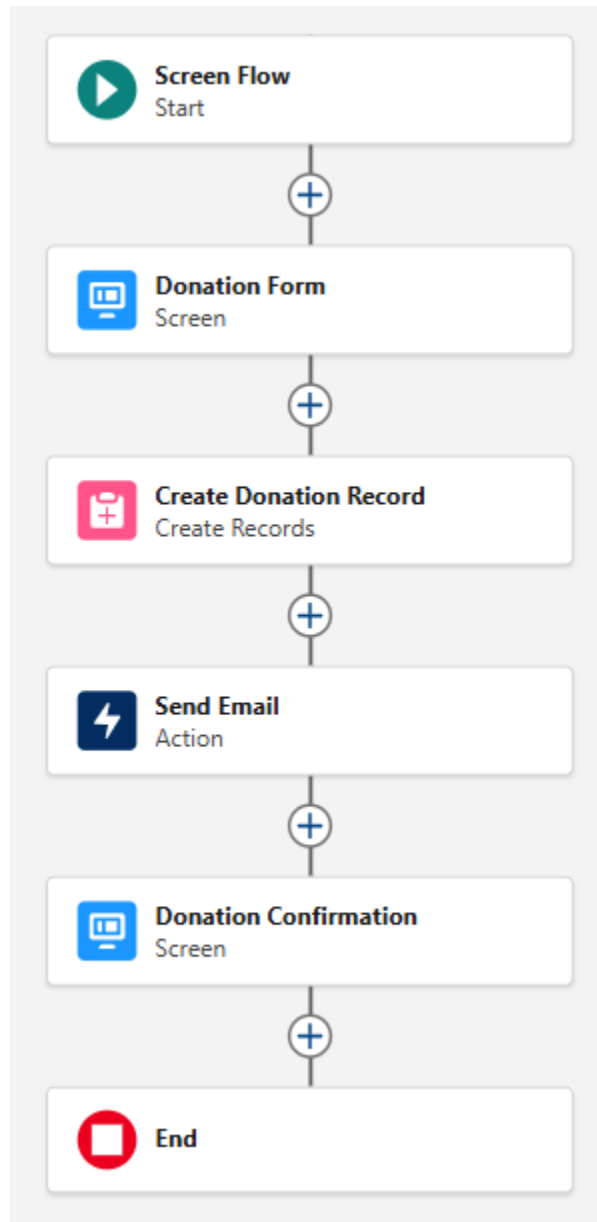 Screen Flow
Start
Donation Form
Screen
Create Donation Record
Create Records
Send Email
Action
Donation Confirmation
Screen
End